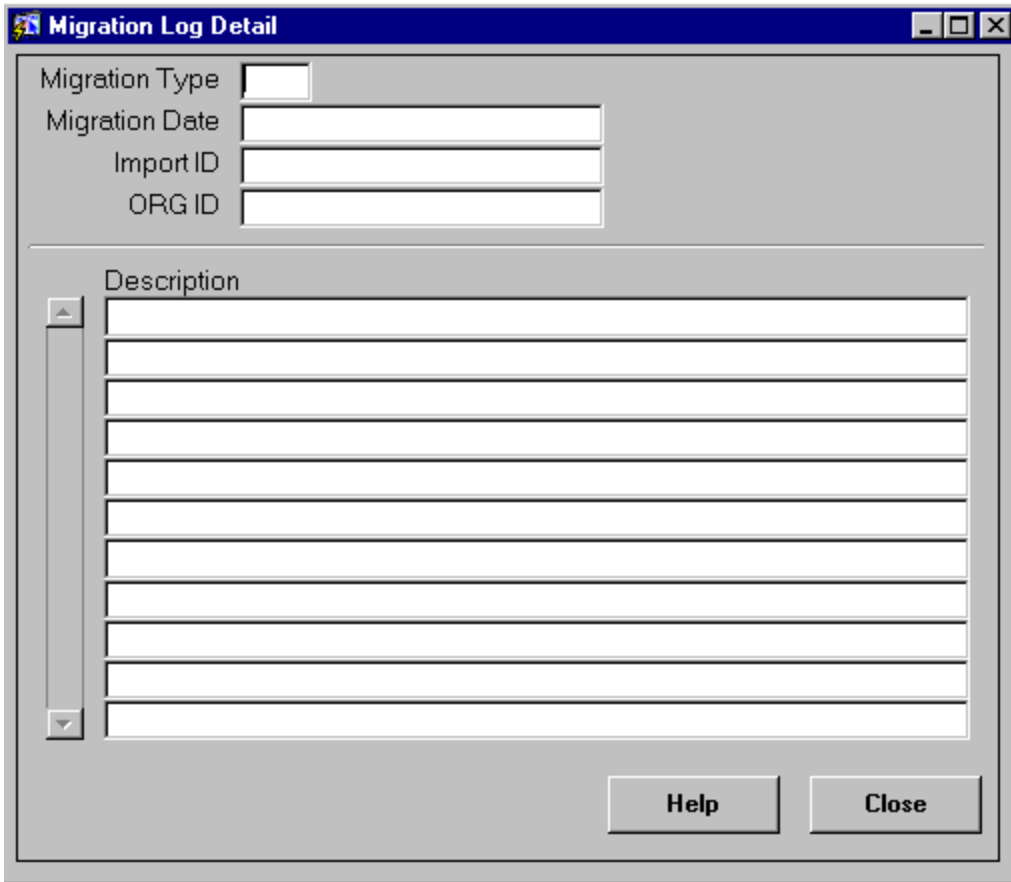 Migration Log Detail
Migration Type
Migration Date
Import ID
ORG ID
Description
Help Close